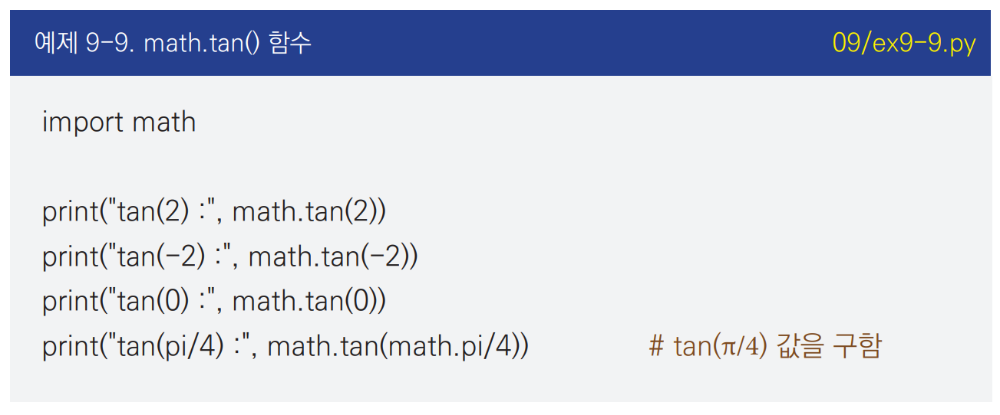 예제 9-9. math.tan() 함수 09/ex9-9.py
import math
print("tan(2) :", math.tan(2))
print("tan(-2) :", math.tan(-2))
print("tan(0) :", math.tan(0))
print("tan(pi/4) :", math.tan(math.pi/4)) # tan(π/4) 값을 구함